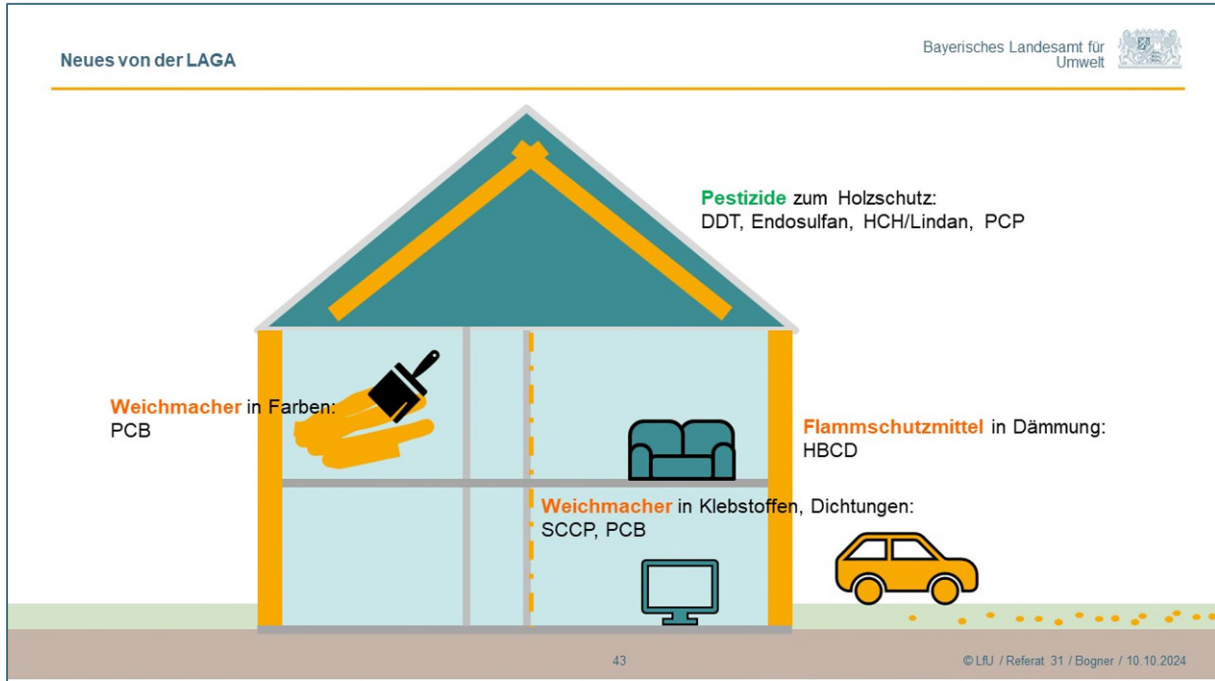 Neues von der LAGA
Bayerisches Landesamt für
Umwelt
Pestizide zum Holzschutz:
DDT, Endosulfan, HCH/Lindan, PCP
Weichmacher in Farben:
PCB
Flammschutzmittel in Dämmung:
HBCD
Weichmacher in Klebstoffen, Dichtungen:
SCCP, PCB
43
© LfU / Referat 31 / Bogner / 10.10.2024